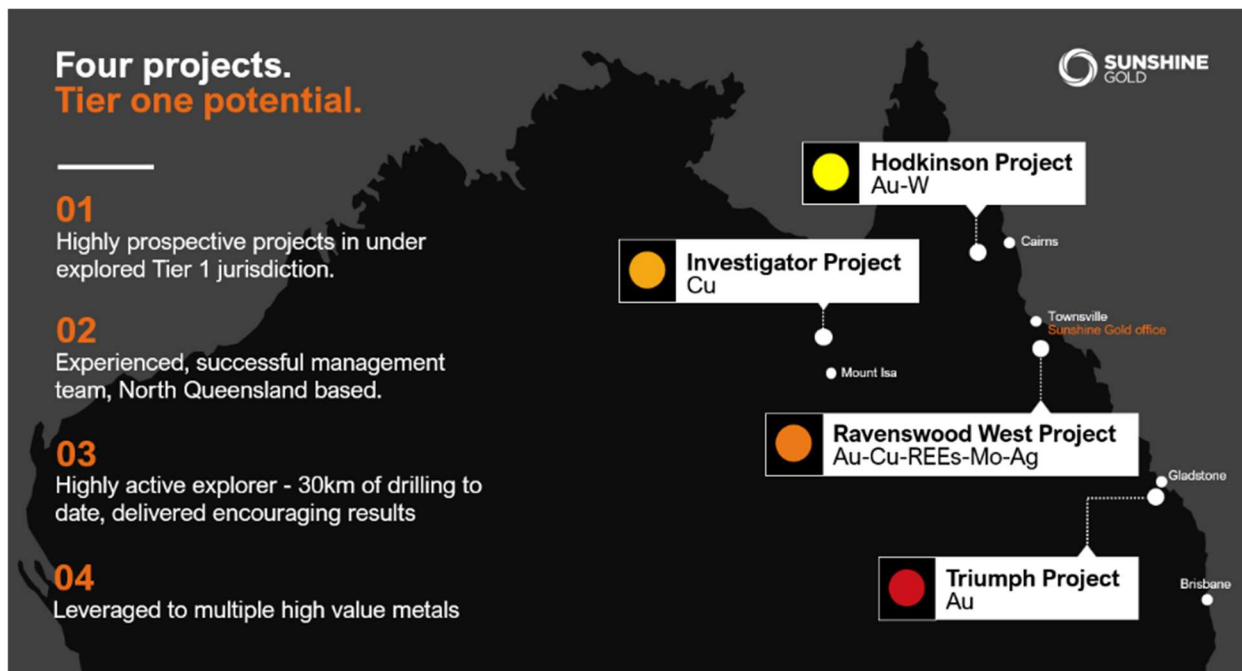 Four projects.
Tier one potential.
SUNSHINE
GOLD
01
Highly prospective projects in under
explored Tier 1 jurisdiction.
02
Experienced, successful management
team, North Queensland based.
03
Highly active explorer - 30km of drilling to
date, delivered encouraging results
04
Leveraged to multiple high value metals
Hodkinson Project
Au-W
Cairns
Investigator Project
Cu
Townsville
Sunshine Gold office
Mount Isa
Ravenswood West Project
Au-Cu-REEs-Mo-Ag
Gladstone
Triumph Project
Au
Brisbane